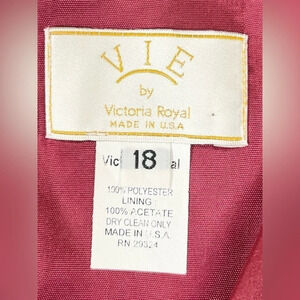 VIE
by
Victoria Royal
MADE IN U.S.A
Vic 18 al
100% POLYESTER
LINING
100% ACETATE
DRY CLEAN ONLY
MADE IN U.S.A.
RN 29324